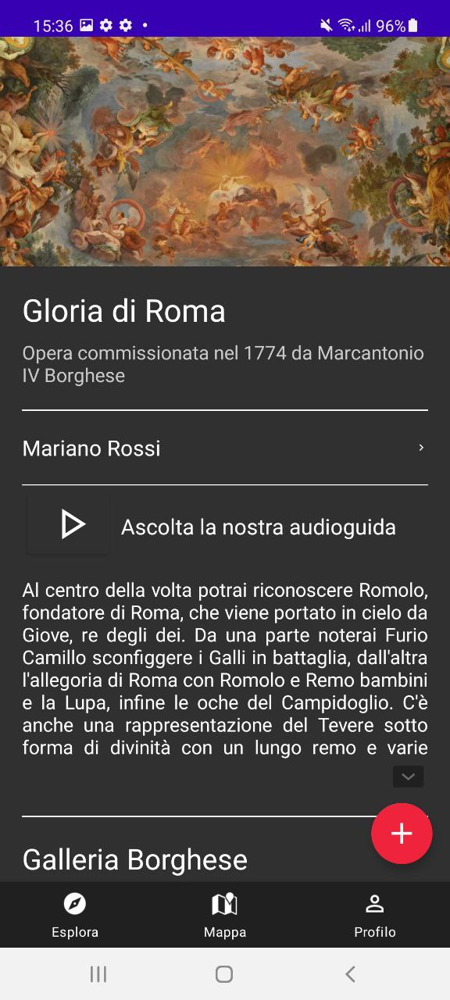 15:36
96%
Gloria di Roma
Opera commissionata nel 1774 da Marcantonio
IV Borghese
Mariano Rossi
Ascolta la nostra audioguida
Al centro della volta potrai riconoscere Romolo,
fondatore di Roma, che viene portato in cielo da
Giove, re degli dei. Da una parte noterai Furio
Camillo sconfiggere i Galli in battaglia, dall'altra
l'allegoria di Roma con Romolo e Remo bambini
e la Lupa, infine le oche del Campidoglio. C'è
anche una rappresentazione del Tevere sotto
forma di divinità con un lungo remo e varie
Galleria Borghese
Esplora
Mappa
Profilo